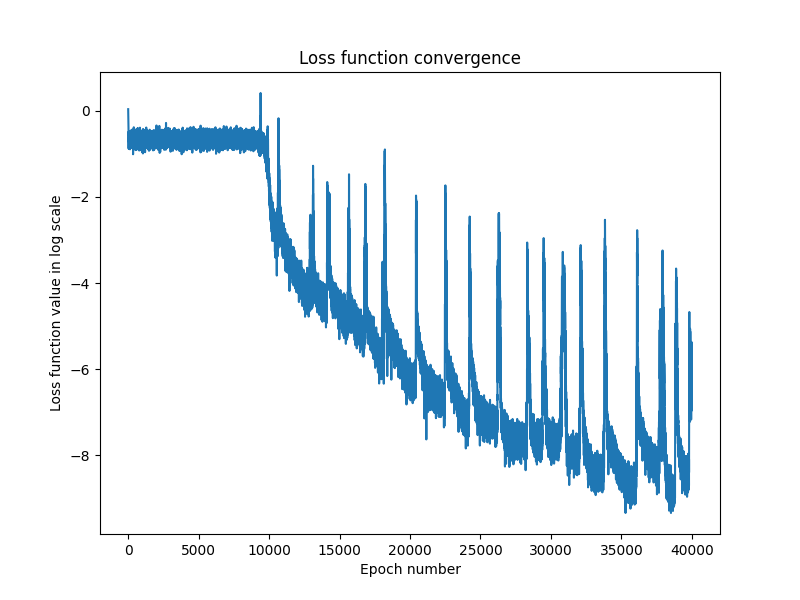 Loss function convergence
Loss function value in log scale
0
−2
−4
−6
−8
0 5000 10000 15000 20000 25000 30000 35000 40000
Epoch number